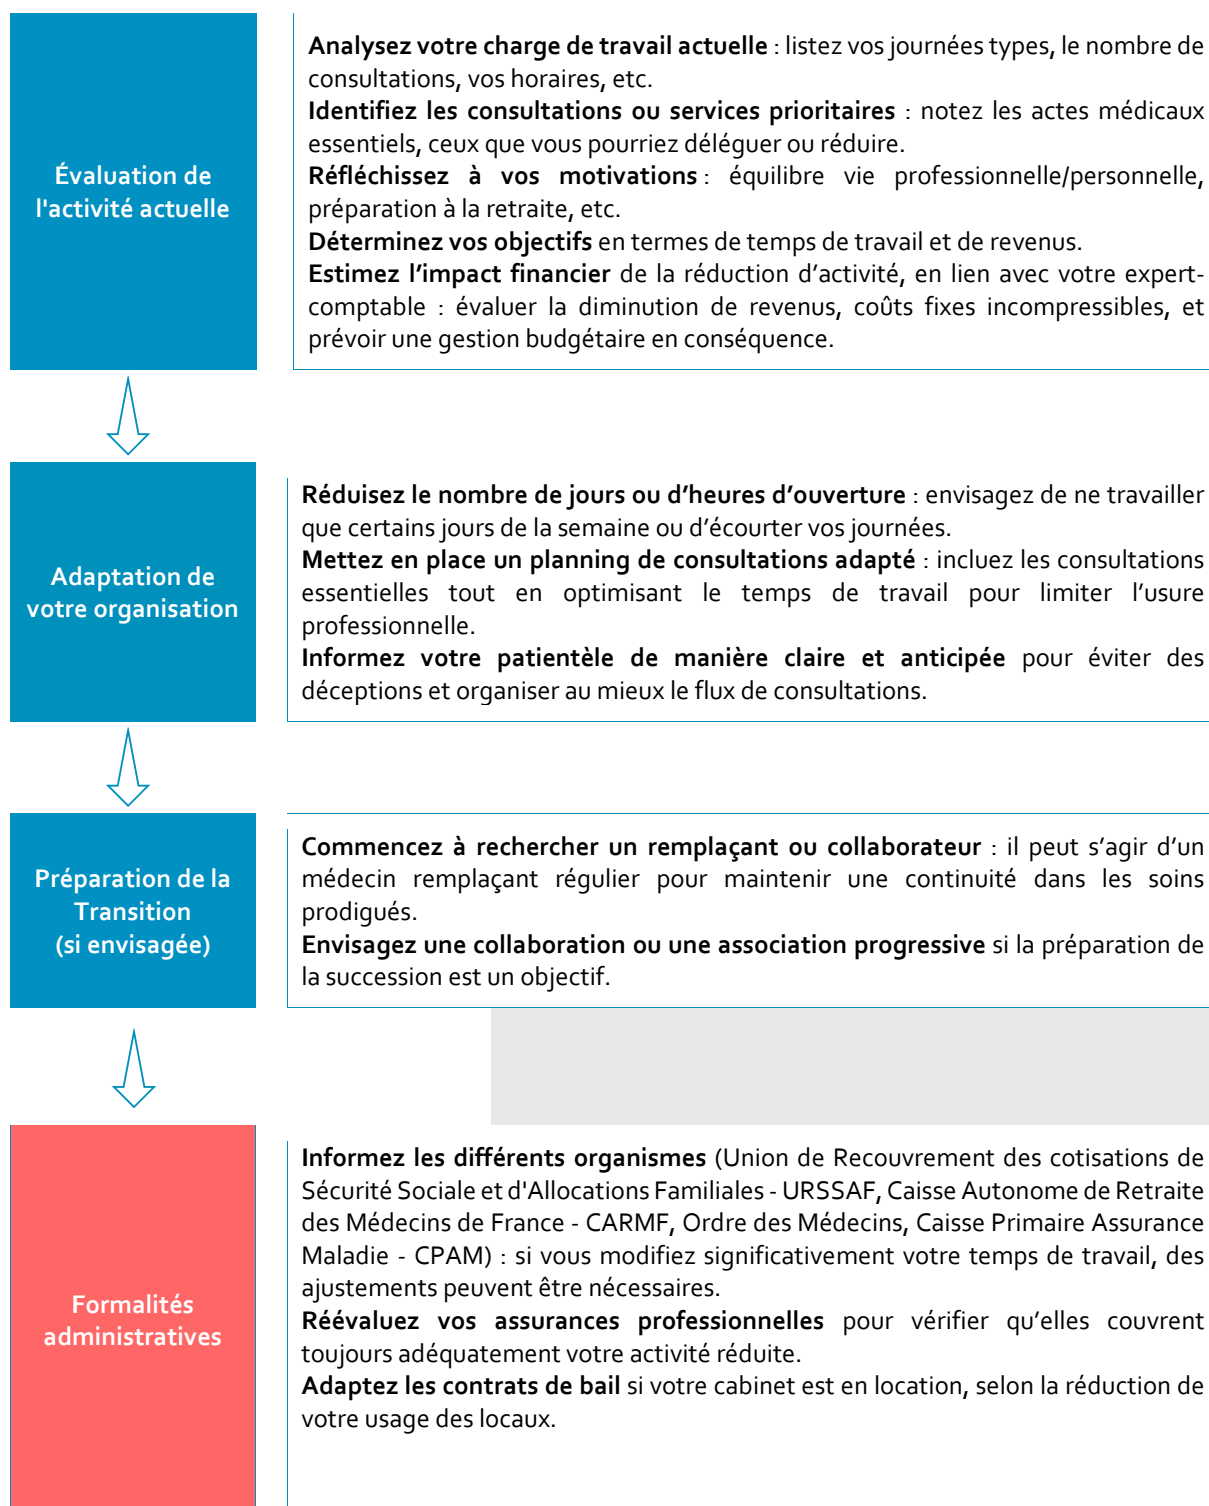 Évaluation de
l'activité actuelle
Analysez votre charge de travail actuelle : listez vos journées types, le nombre de
consultations, vos horaires, etc.
Identifiez les consultations ou services prioritaires : notez les actes médicaux
essentiels, ceux que vous pourriez déléguer ou réduire.
Réfléchissez à vos motivations : équilibre vie professionnelle/personnelle,
préparation à la retraite, etc.
Déterminez vos objectifs en termes de temps de travail et de revenus.
Estimez l’impact financier de la réduction d’activité, en lien avec votre expert-
comptable : évaluer la diminution de revenus, coûts fixes incompressibles, et
prévoir une gestion budgétaire en conséquence.
Adaptation de
votre organisation
Réduisez le nombre de jours ou d’heures d’ouverture : envisagez de ne travailler
que certains jours de la semaine ou d’écourter vos journées.
Mettez en place un planning de consultations adapté : incluez les consultations
essentielles tout en optimisant le temps de travail pour limiter l’usure
professionnelle.
Informez votre patientèle de manière claire et anticipée pour éviter des
déceptions et organiser au mieux le flux de consultations.
Préparation de la
Transition
(si envisagée)
Commencez à rechercher un remplaçant ou collaborateur : il peut s’agir d’un
médecin remplaçant régulier pour maintenir une continuité dans les soins
prodigués.
Envisagez une collaboration ou une association progressive si la préparation de
la succession est un objectif.
Formalités
administratives
Informez les différents organismes (Union de Recouvrement des cotisations de
Sécurité Sociale et d'Allocations Familiales - URSSAF, Caisse Autonome de Retraite
des Médecins de France - CARMF, Ordre des Médecins, Caisse Primaire Assurance
Maladie - CPAM) : si vous modifiez significativement votre temps de travail, des
ajustements peuvent être nécessaires.
Réévaluez vos assurances professionnelles pour vérifier qu’elles couvrent
toujours adéquatement votre activité réduite.
Adaptez les contrats de bail si votre cabinet est en location, selon la réduction de
votre usage des locaux.